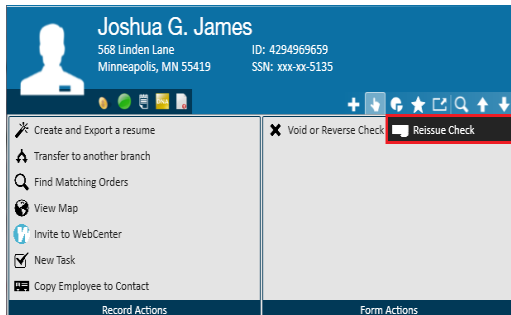 Joshua G. James
568 Linden Lane ID: 4294969659
Minneapolis, MN 55419 SSN: xxx-xx-5135
Create and Export a resume
Transfer to another branch
Find Matching Orders
View Map
Invite to WebCenter
New Task
Copy Employee to Contact
Record Actions
Void or Reverse Check
Reissue Check
Form Actions